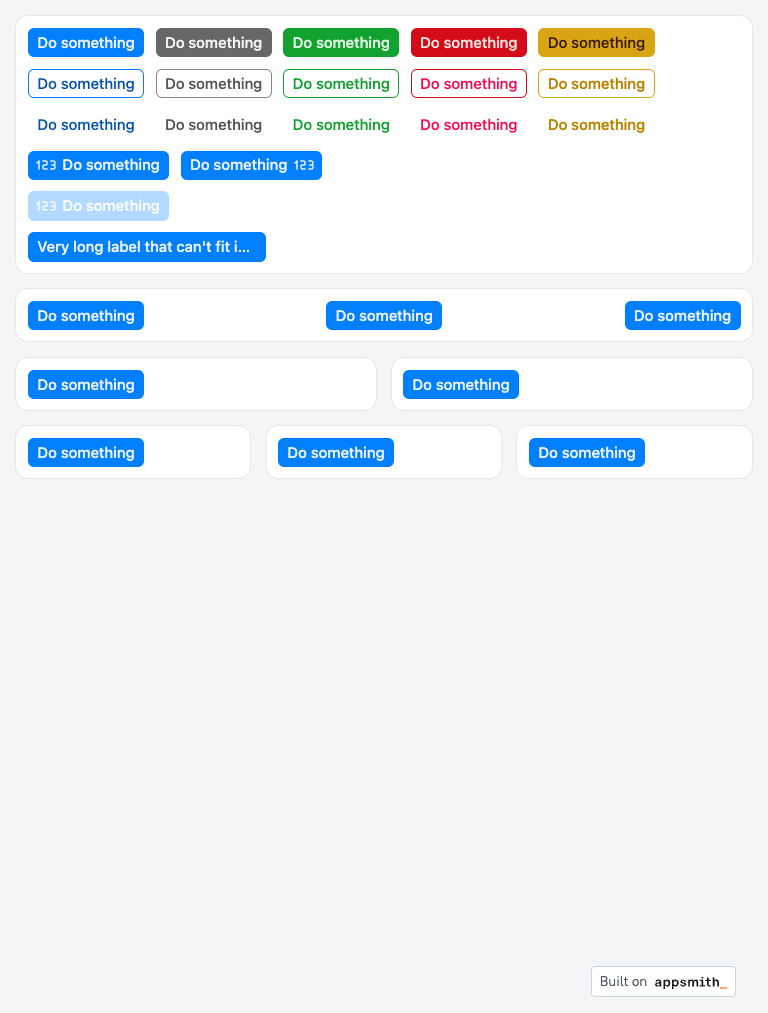 Do something Do something Do something Do something Do something
Do something Do something Do something Do something Do something
Do something Do something Do something Do something Do something
123 Do something Do something 123
123 Do something
Very long label that can't fit i...
Do something Do something Do something
Do something Do something
Do something Do something Do something
Built on appsmith_